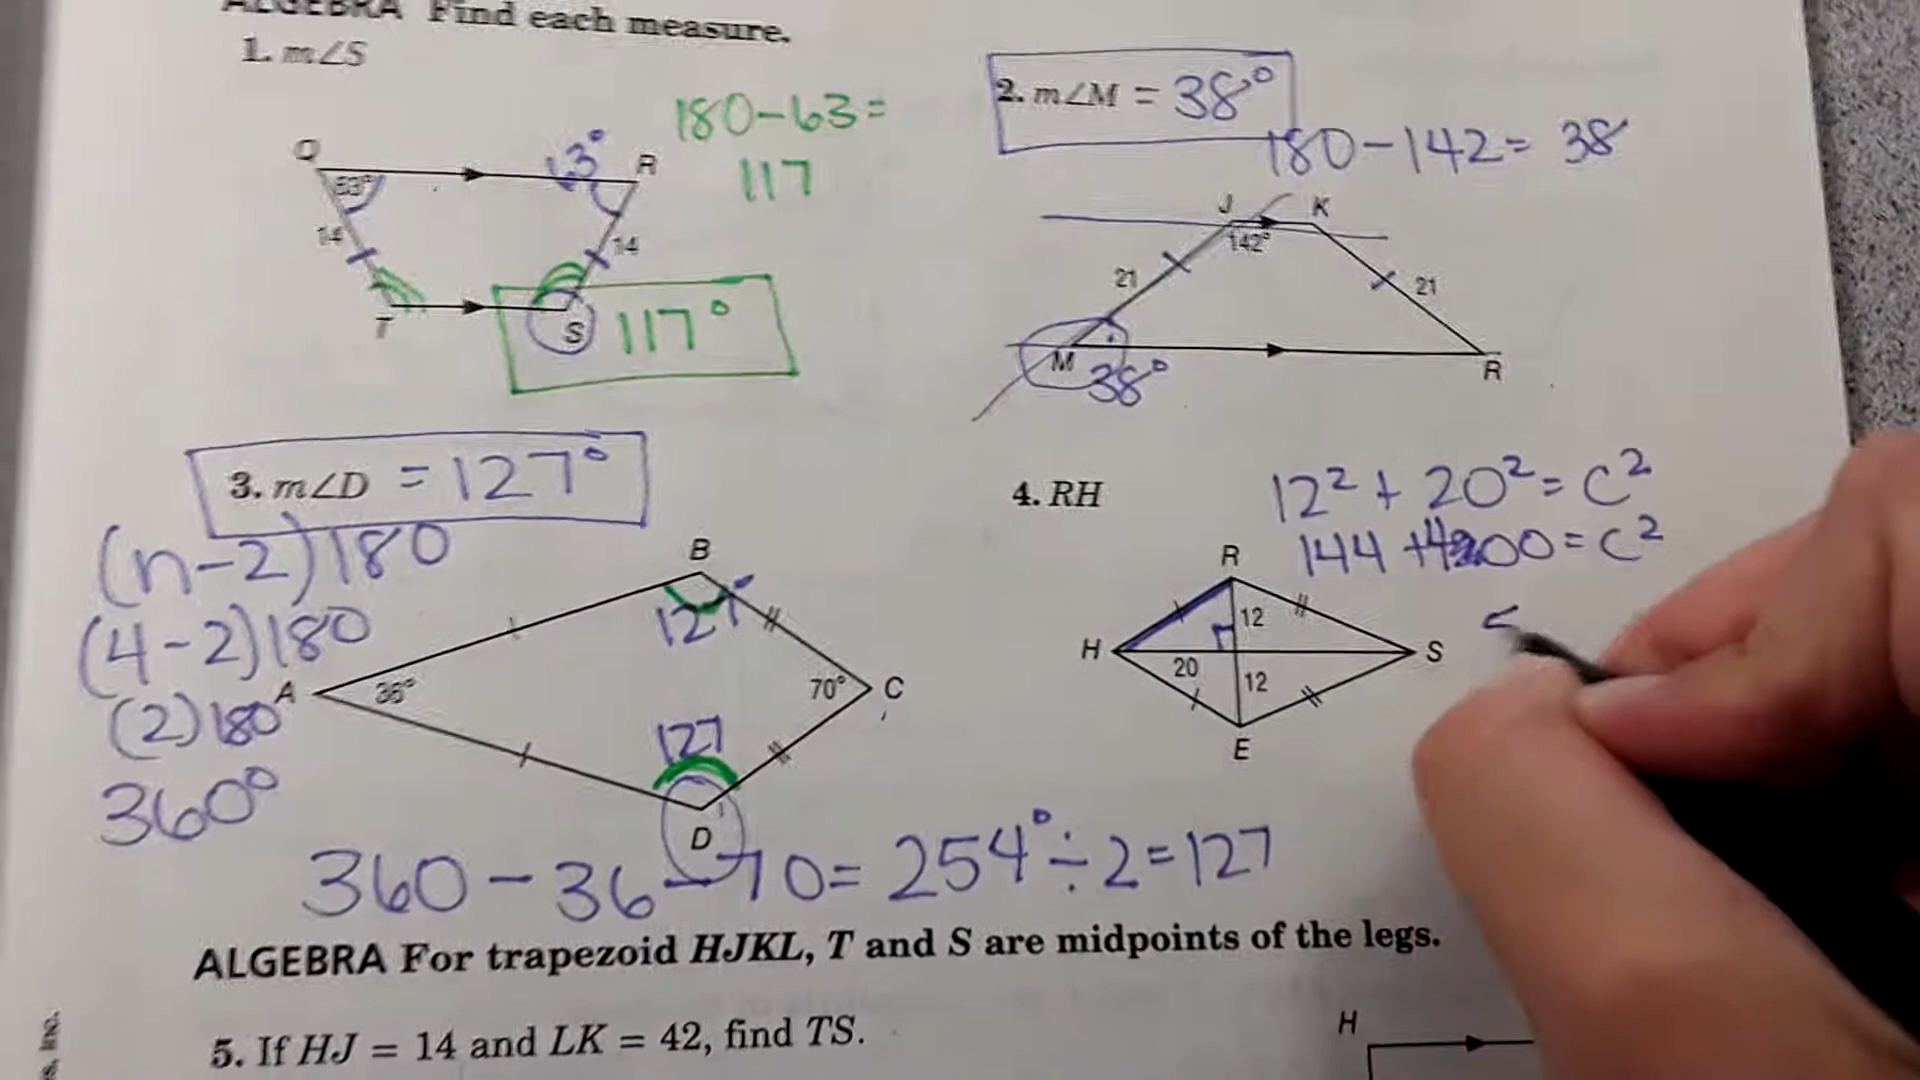 ALGEBRA Find each measure.
1. m∠S
180-63=
117
Q
63°
R
63°
14
14
T
S
117°
2. m∠M = 38°
180-142= 38
J
K
142°
21
21
M
38°
R
3. m∠D = 127°
(n-2)180
(4-2)180
(2)180
360°
B
127°
A
36°
70°
C
127
D
360-36-70= 254°÷2=127
4. RH
12²+ 20²= c²
144 +400= c²
R
12
H
20
S
12
E
ALGEBRA For trapezoid HJKL, T and S are midpoints of the legs.
5. If HJ = 14 and LK = 42, find TS.
H